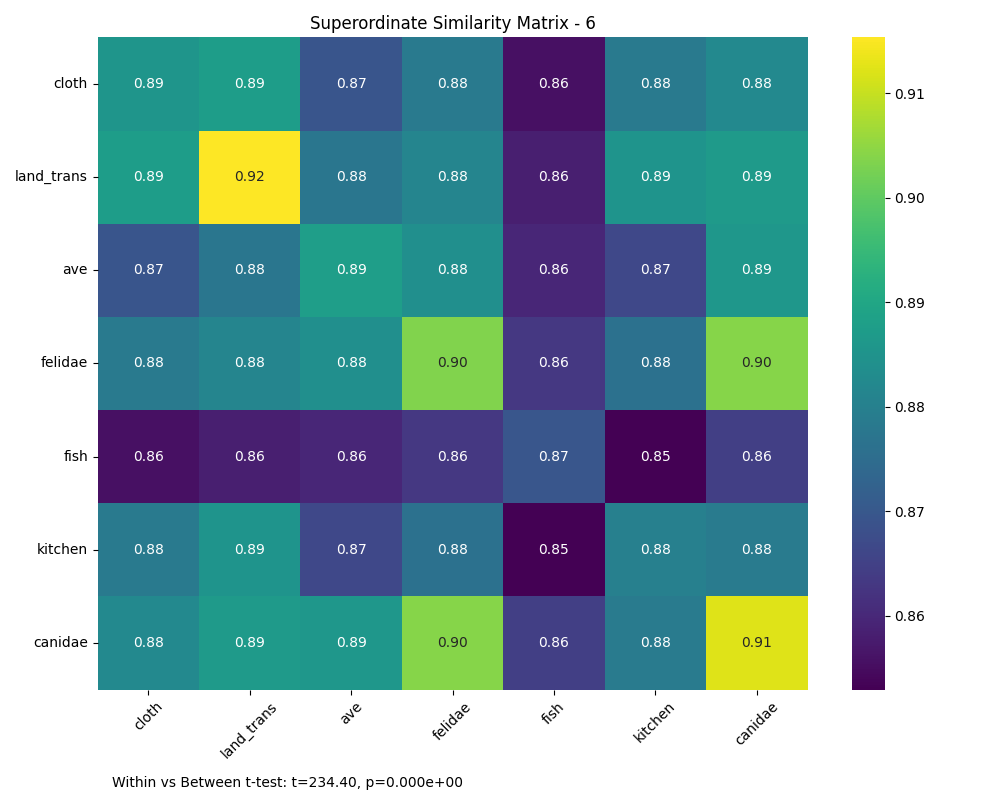 Superordinate Similarity Matrix - 6
cloth 0.89 0.89 0.87 0.88 0.86 0.88 0.88
land_trans 0.89 0.92 0.88 0.88 0.86 0.89 0.89
ave 0.87 0.88 0.89 0.88 0.86 0.87 0.89
felidae 0.88 0.88 0.88 0.90 0.86 0.88 0.90
fish 0.86 0.86 0.86 0.86 0.87 0.85 0.86
kitchen 0.88 0.89 0.87 0.88 0.85 0.88 0.88
canidae 0.88 0.89 0.89 0.90 0.86 0.88 0.91
cloth land_trans ave felidae fish kitchen canidae
0.91
0.90
0.89
0.88
0.87
0.86
Within vs Between t-test: t=234.40, p=0.000e+00